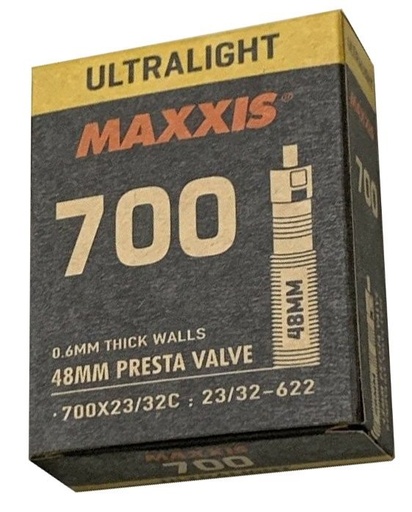 ULTRALIGHT
MAXXIS®
700
48MM
0.6MM THICK WALLS
48MM PRESTA VALVE
·700X23/32C : 23/32-622
MAXXIS
700
MAXXIS
700